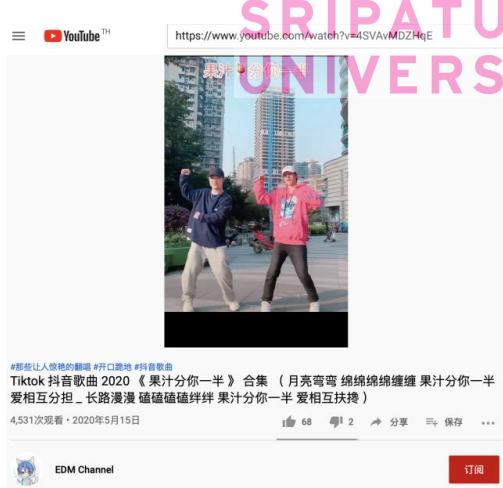 SRIPATU
YouTube TH
https://www.youtube.com/watch?v=4SVAvMDZHqE
UNIVERS
果汁🍹分你一半
#那些让人惊艳的翻唱 #开口跪地 #抖音歌曲
Tiktok 抖音歌曲 2020 《 果汁分你一半 》 合集 （ 月亮弯弯 绵绵绵绵缠缠 果汁分你一半
爱相互分担 _ 长路漫漫 磕磕磕磕绊绊 果汁分你一半 爱相互扶搀 ）
4,531次观看 • 2020年5月15日
68 2 分享 保存
EDM Channel
订阅